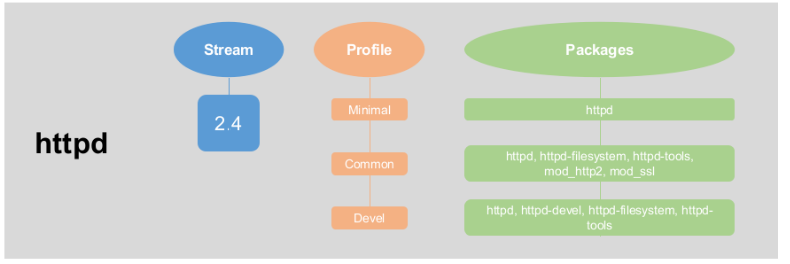 Stream
Profile
Packages
httpd
2.4
Minimal
httpd
Common
httpd, httpd-filesystem, httpd-tools,
mod_http2, mod_ssl
Devel
httpd, httpd-devel, httpd-filesystem, httpd-
tools